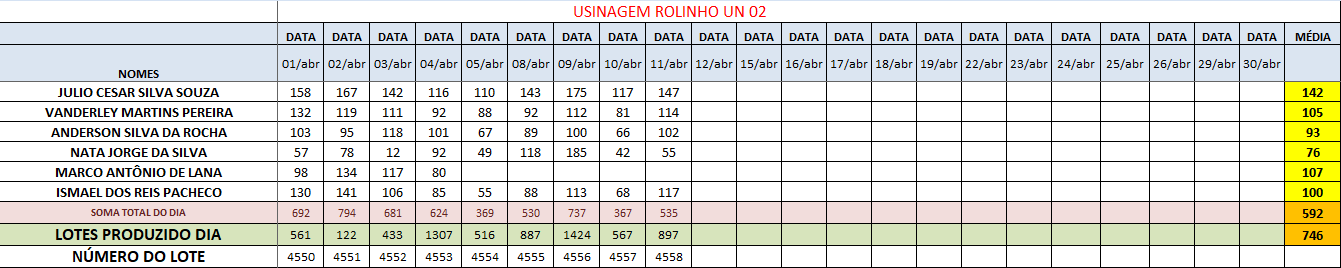 USINAGEM ROLINHO UN 02
DATA DATA DATA DATA DATA DATA DATA DATA DATA DATA DATA DATA DATA DATA DATA DATA DATA DATA DATA DATA DATA DATA MÉDIA
NOMES 01/abr 02/abr 03/abr 04/abr 05/abr 08/abr 09/abr 10/abr 11/abr 12/abr 15/abr 16/abr 17/abr 18/abr 19/abr 22/abr 23/abr 24/abr 25/abr 26/abr 29/abr 30/abr
JULIO CESAR SILVA SOUZA 158 167 142 116 110 143 175 117 147 142
VANDERLEY MARTINS PEREIRA 132 119 111 92 88 92 112 81 114 105
ANDERSON SILVA DA ROCHA 103 95 118 101 67 89 100 66 102 93
NATA JORGE DA SILVA 57 78 12 92 49 118 185 42 55 76
MARCO ANTÔNIO DE LANA 98 134 117 80 107
ISMAEL DOS REIS PACHECO 130 141 106 85 55 88 113 68 117 100
SOMA TOTAL DO DIA 692 794 681 624 369 530 737 367 535 592
LOTES PRODUZIDO DIA 561 122 433 1307 516 887 1424 567 897 746
NÚMERO DO LOTE 4550 4551 4552 4553 4554 4555 4556 4557 4558